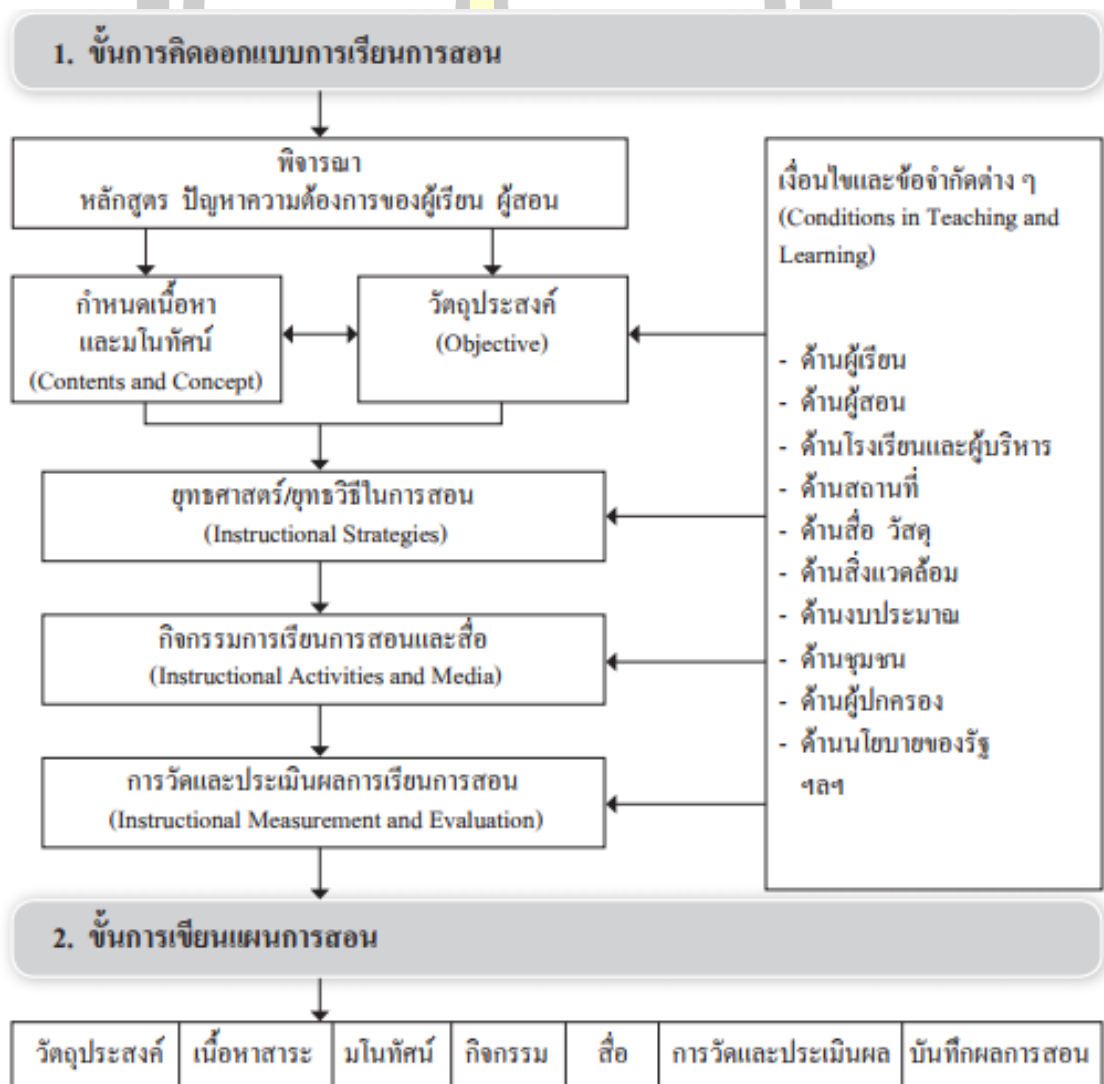 1. ขั้นการคิดออกแบบการเรียนการสอน
พิจารณา
หลักสูตร ปัญหาความต้องการของผู้เรียน ผู้สอน
กำหนดเนื้อหา
และมโนทัศน์
(Contents and Concept)
วัตถุประสงค์
(Objective)
ยุทธศาสตร์/ยุทธวิธีในการสอน
(Instructional Strategies)
กิจกรรมการเรียนการสอนและสื่อ
(Instructional Activities and Media)
การวัดและประเมินผลการเรียนการสอน
(Instructional Measurement and Evaluation)
เงื่อนไขและข้อจำกัดต่าง ๆ
(Conditions in Teaching and
Learning)
- ด้านผู้เรียน
- ด้านผู้สอน
- ด้านโรงเรียนและผู้บริหาร
- ด้านสถานที่
- ด้านสื่อ วัสดุ
- ด้านสิ่งแวดล้อม
- ด้านงบประมาณ
- ด้านชุมชน
- ด้านผู้ปกครอง
- ด้านนโยบายของรัฐ
ฯลฯ
2. ขั้นการเขียนแผนการสอน
วัตถุประสงค์ เนื้อหาสาระ มโนทัศน์ กิจกรรม สื่อ การวัดและประเมินผล บันทึกผลการสอน